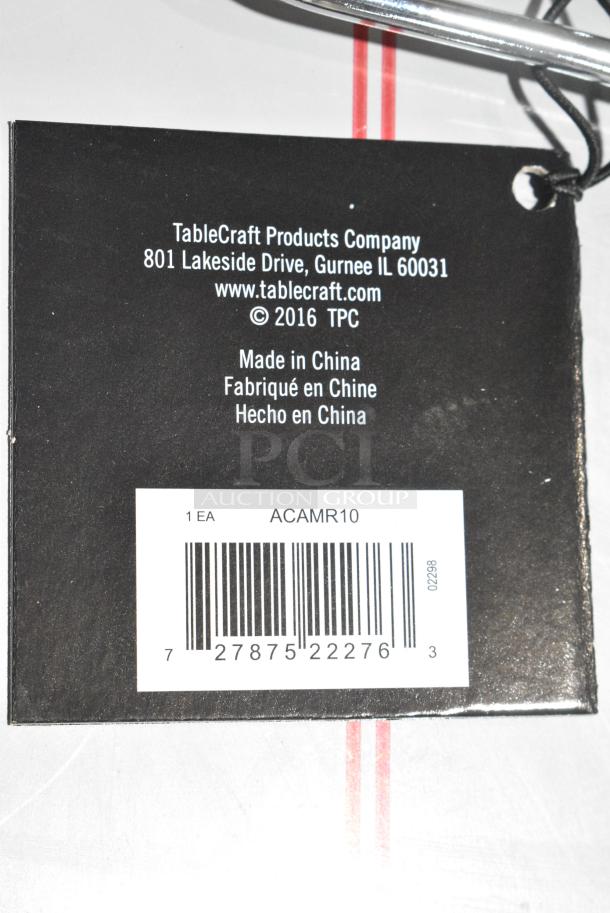 TableCraft Products Company
801 Lakeside Drive, Gurnee IL 60031
www.tablecraft.com
© 2016 TPC
Made in China
Fabriqué en Chine
Hecho en China
PCI
AUCTION GROUP
1 EA ACAMR10
02298
7 27875 22276 3